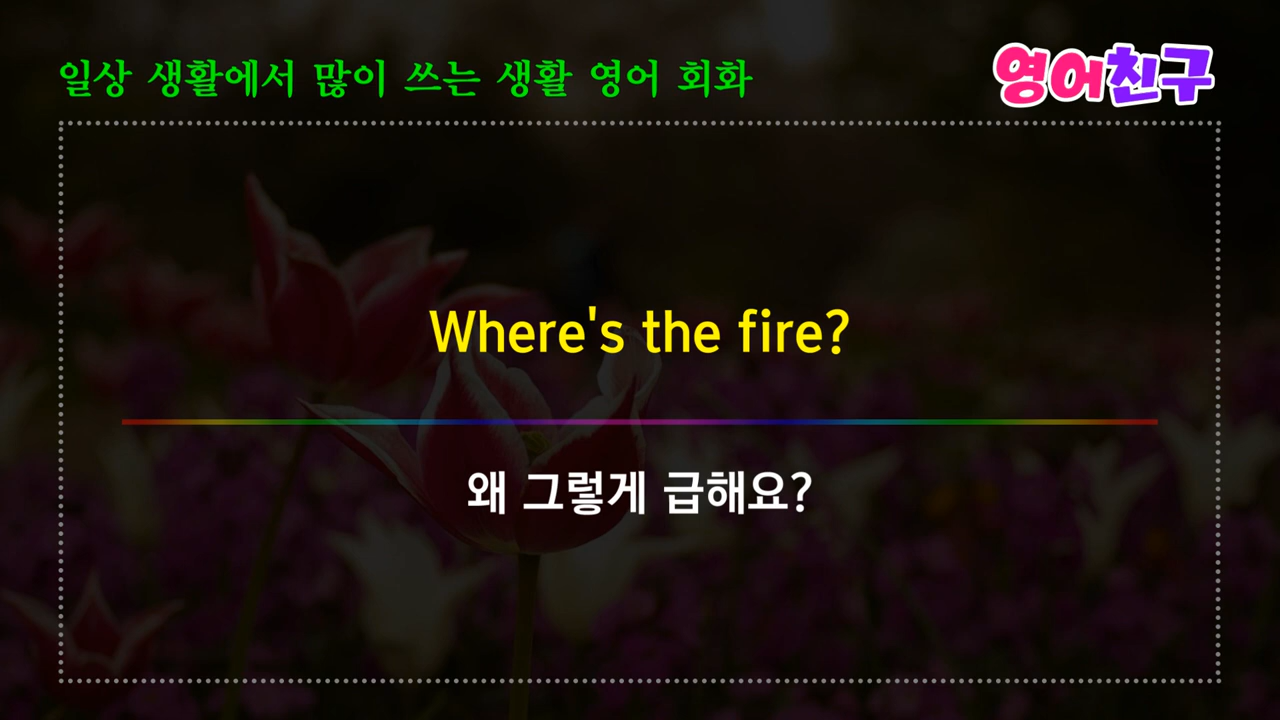 일상 생활에서 많이 쓰는 생활 영어 회화
영어친구
Where's the fire?
왜 그렇게 급해요?